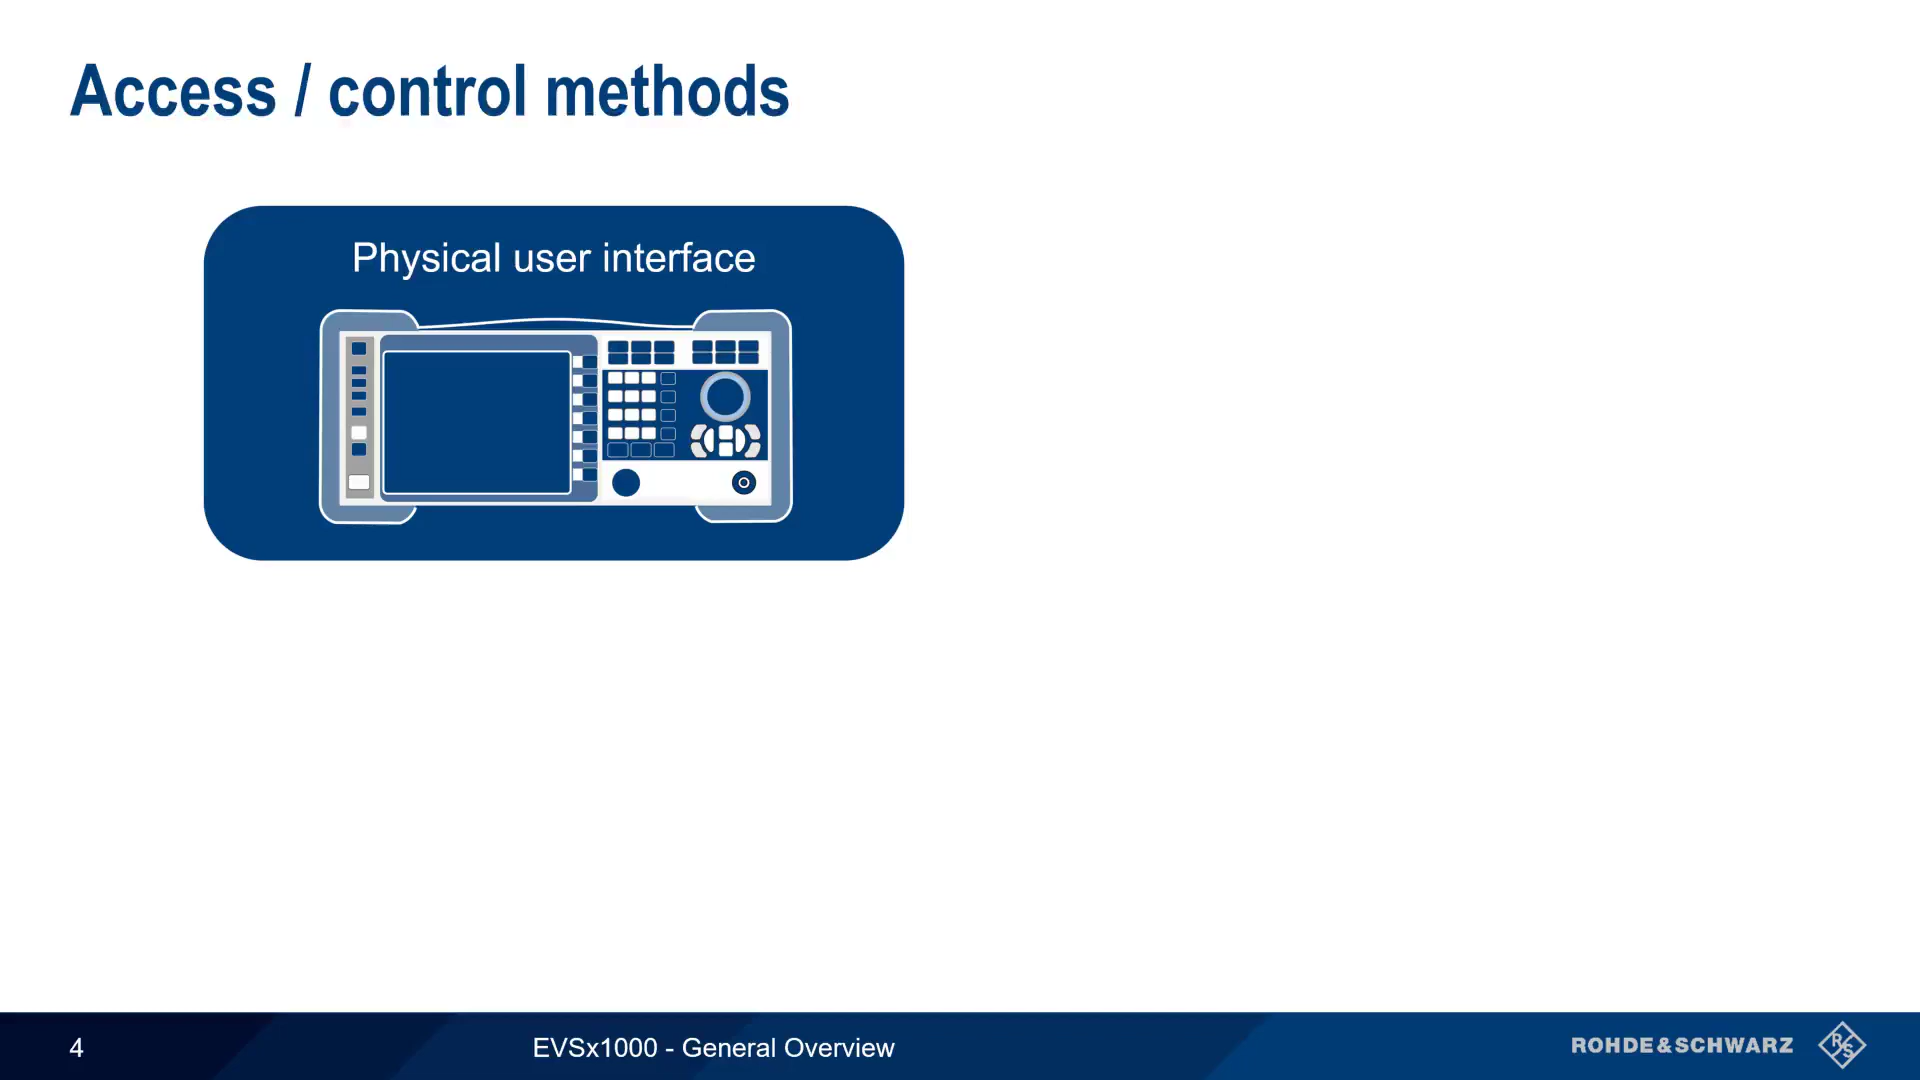 Access / control methods
Physical user interface
4
EVSx1000 - General Overview
ROHDE&SCHWARZ
R
S